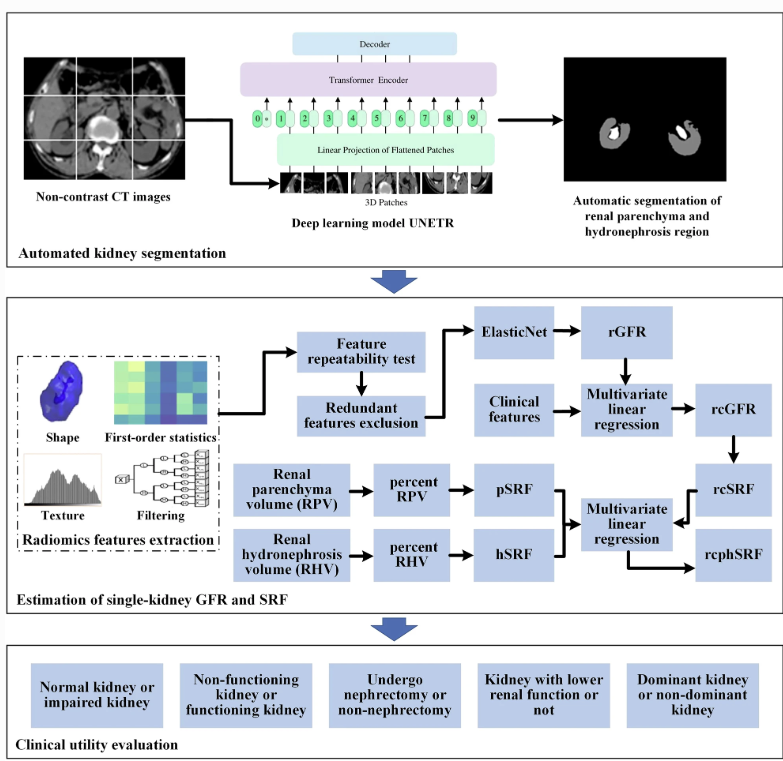 Decoder
Transformer Encoder
0 * 1 2 3 4 5 6 7 8 9
Linear Projection of Flattened Patches
3D Patches
Non-contrast CT images
Deep learning model UNETR
Automatic segmentation of
renal parenchyma and
hydronephrosis region
Automated kidney segmentation
Shape
First-order statistics
Texture
Filtering
Radiomics features extraction
Feature
repeatability test
Redundant
features exclusion
ElasticNet
rGFR
Clinical
features
Multivariate
linear
regression
rcGFR
Renal
parenchyma
volume (RPV)
percent
RPV
pSRF
rcSRF
Multivariate
linear
regression
Renal
hydronephrosis
volume (RHV)
percent
RHV
hSRF
rcphSRF
Estimation of single-kidney GFR and SRF
Normal kidney or
impaired kidney
Non-functioning
kidney or
functioning kidney
Undergo
nephrectomy or
non-nephrectomy
Kidney with lower
renal function or
not
Dominant kidney
or non-dominant
kidney
Clinical utility evaluation